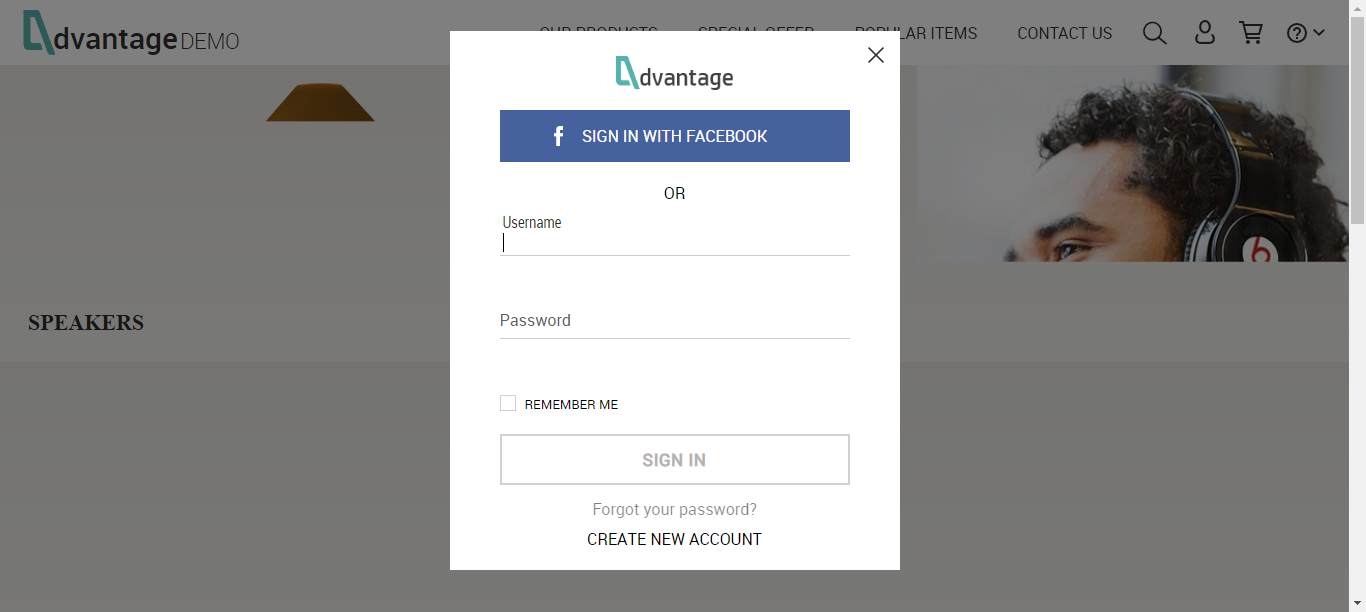 dvantage DEMO
OUR PRODUCTS SPECIAL OFFER POPULAR ITEMS CONTACT US
dvantage
SIGN IN WITH FACEBOOK
OR
Username
Password
SPEAKERS
REMEMBER ME
SIGN IN
Forgot your password?
CREATE NEW ACCOUNT